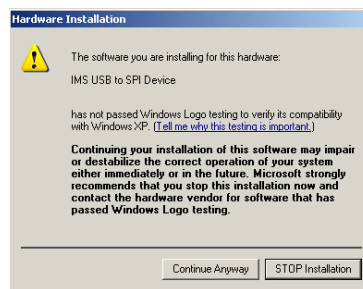 Hardware Installation
The software you are installing for this hardware:
IMS USB to SPI Device
has not passed Windows Logo testing to verify its compatibility
with Windows XP. (Tell me why this testing is important.)
Continuing your installation of this software may impair
or destabilize the correct operation of your system
either immediately or in the future. Microsoft strongly
recommends that you stop this installation now and
contact the hardware vendor for software that has
passed Windows Logo testing.
Continue Anyway STOP Installation